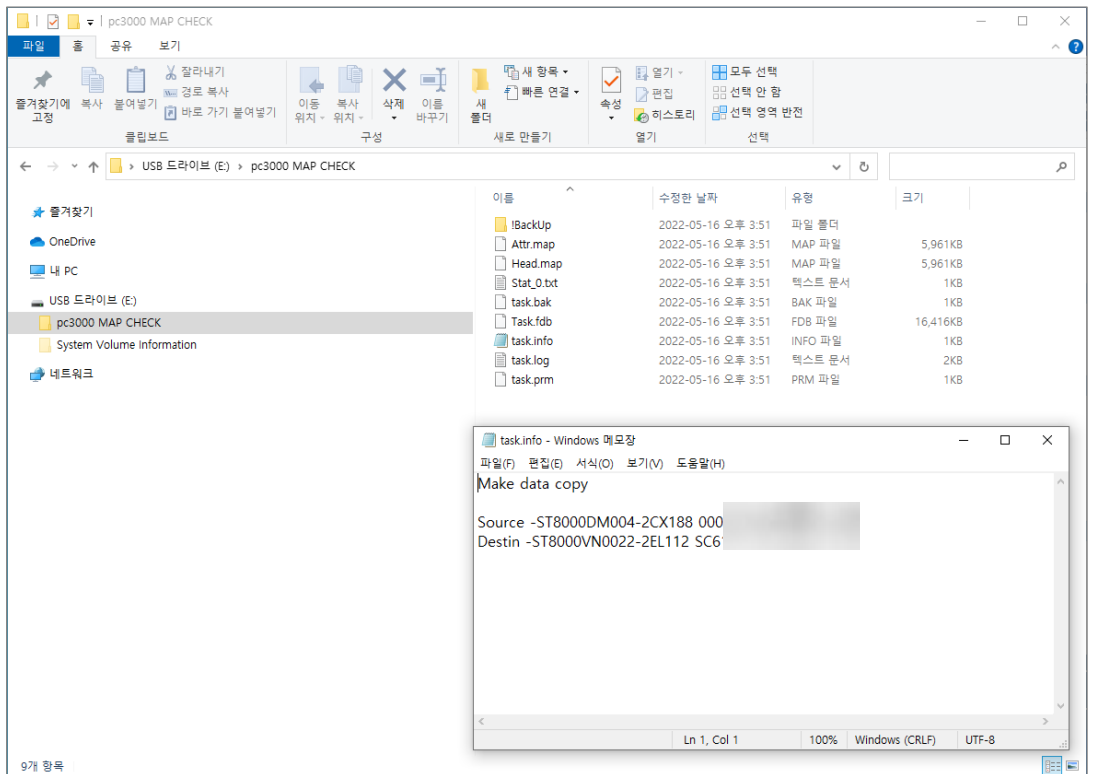 pc3000 MAP CHECK
파일 홈 공유 보기
즐겨찾기에 고정
복사
붙여넣기
잘라내기
경로 복사
바로 가기 붙여넣기
클립보드
이동 위치
복사 위치
삭제
이름 바꾸기
구성
새 폴더
새 항목
빠른 연결
새로 만들기
속성
열기
편집
히스토리
열기
모두 선택
선택 안 함
선택 영역 반전
선택
USB 드라이브 (E:) › pc3000 MAP CHECK
즐겨찾기
OneDrive
내 PC
USB 드라이브 (E:)
pc3000 MAP CHECK
System Volume Information
네트워크
이름 수정한 날짜 유형 크기
!BackUp 2022-05-16 오후 3:51 파일 폴더
Attr.map 2022-05-16 오후 3:51 MAP 파일 5,961KB
Head.map 2022-05-16 오후 3:51 MAP 파일 5,961KB
Stat_0.txt 2022-05-16 오후 3:51 텍스트 문서 1KB
task.bak 2022-05-16 오후 3:51 BAK 파일 1KB
Task.fdb 2022-05-16 오후 3:51 FDB 파일 16,416KB
task.info 2022-05-16 오후 3:51 INFO 파일 1KB
task.log 2022-05-16 오후 3:51 텍스트 문서 2KB
task.prm 2022-05-16 오후 3:51 PRM 파일 1KB
task.info - Windows 메모장
파일(F) 편집(E) 서식(O) 보기(V) 도움말(H)
Make data copy
Source -ST8000DM004-2CX188 000
Destin -ST8000VN0022-2EL112
Ln 1, Col 1 100% Windows (CRLF) UTF-8
9개 항목